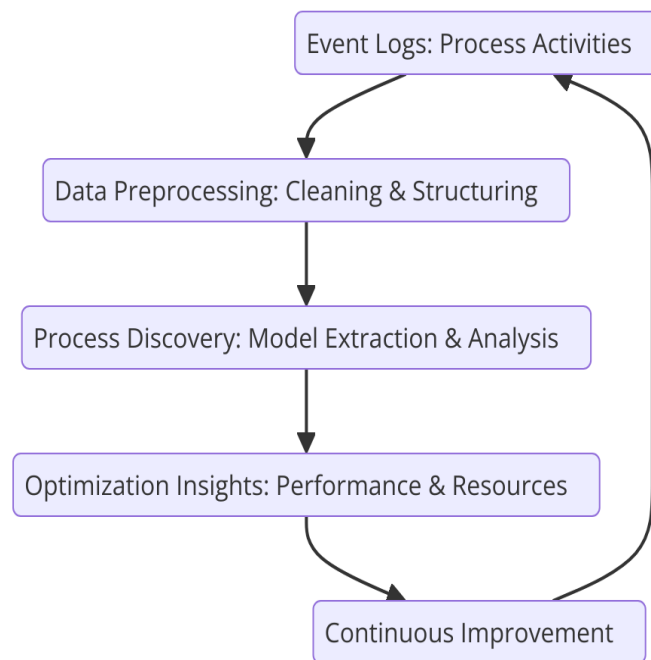 Event Logs: Process Activities
Data Preprocessing: Cleaning & Structuring
Process Discovery: Model Extraction & Analysis
Optimization Insights: Performance & Resources
Continuous Improvement